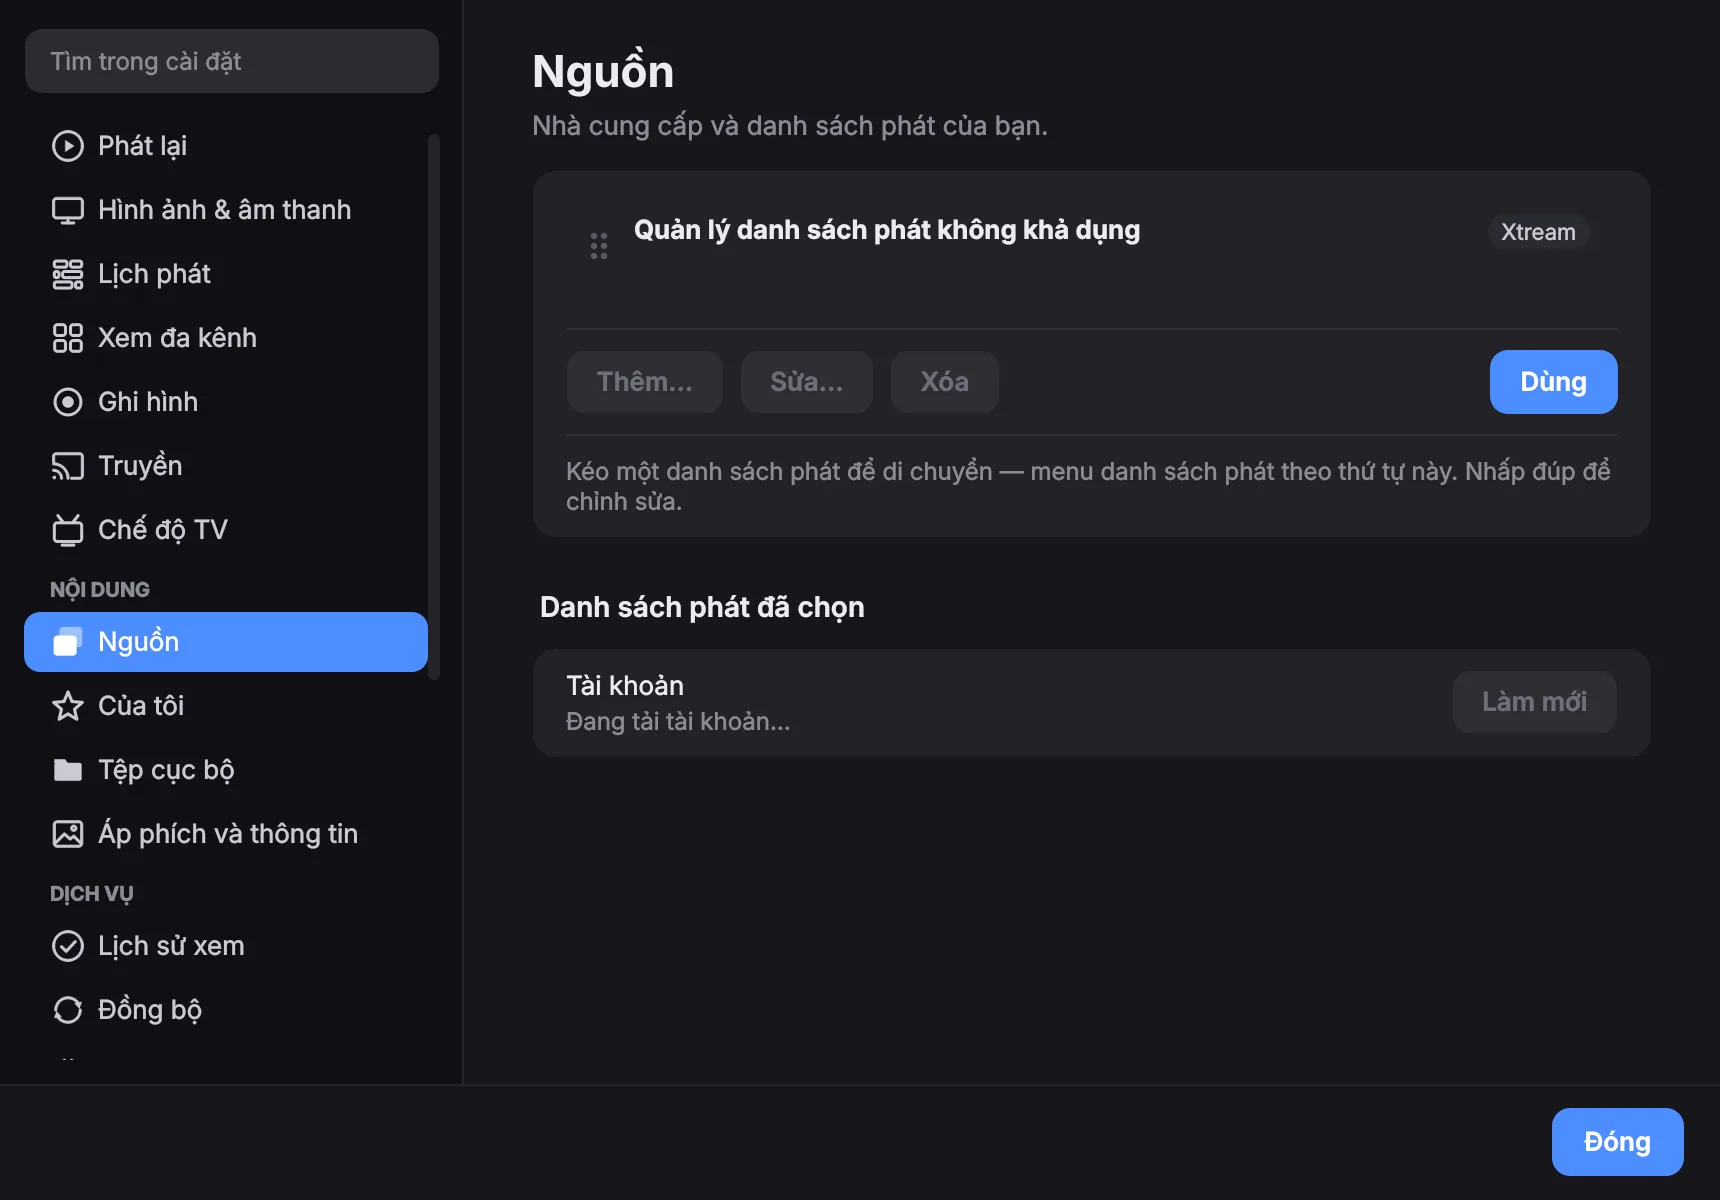 Tìm trong cài đặt
Phát lại
Hình ảnh & âm thanh
Lịch phát
Xem đa kênh
Ghi hình
Truyền
Chế độ TV
NỘI DUNG
Nguồn
Của tôi
Tệp cục bộ
Áp phích và thông tin
DỊCH VỤ
Lịch sử xem
Đồng bộ
Nguồn
Nhà cung cấp và danh sách phát của bạn.
Quản lý danh sách phát không khả dụng
Xtream
Thêm...
Sửa...
Xóa
Dùng
Kéo một danh sách phát để di chuyển — menu danh sách phát theo thứ tự này. Nhấp đúp để
chỉnh sửa.
Danh sách phát đã chọn
Tài khoản
Đang tải tài khoản...
Làm mới
Đóng